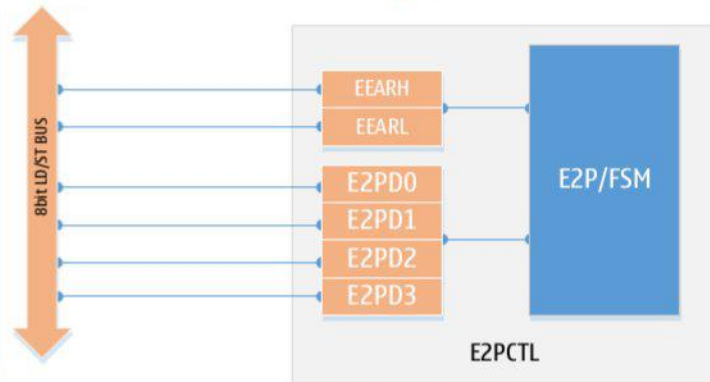 8bit LD/ST BUS
EEARH
EEARL
E2PD0
E2PD1
E2PD2
E2PD3
E2P/FSM
E2PCTL